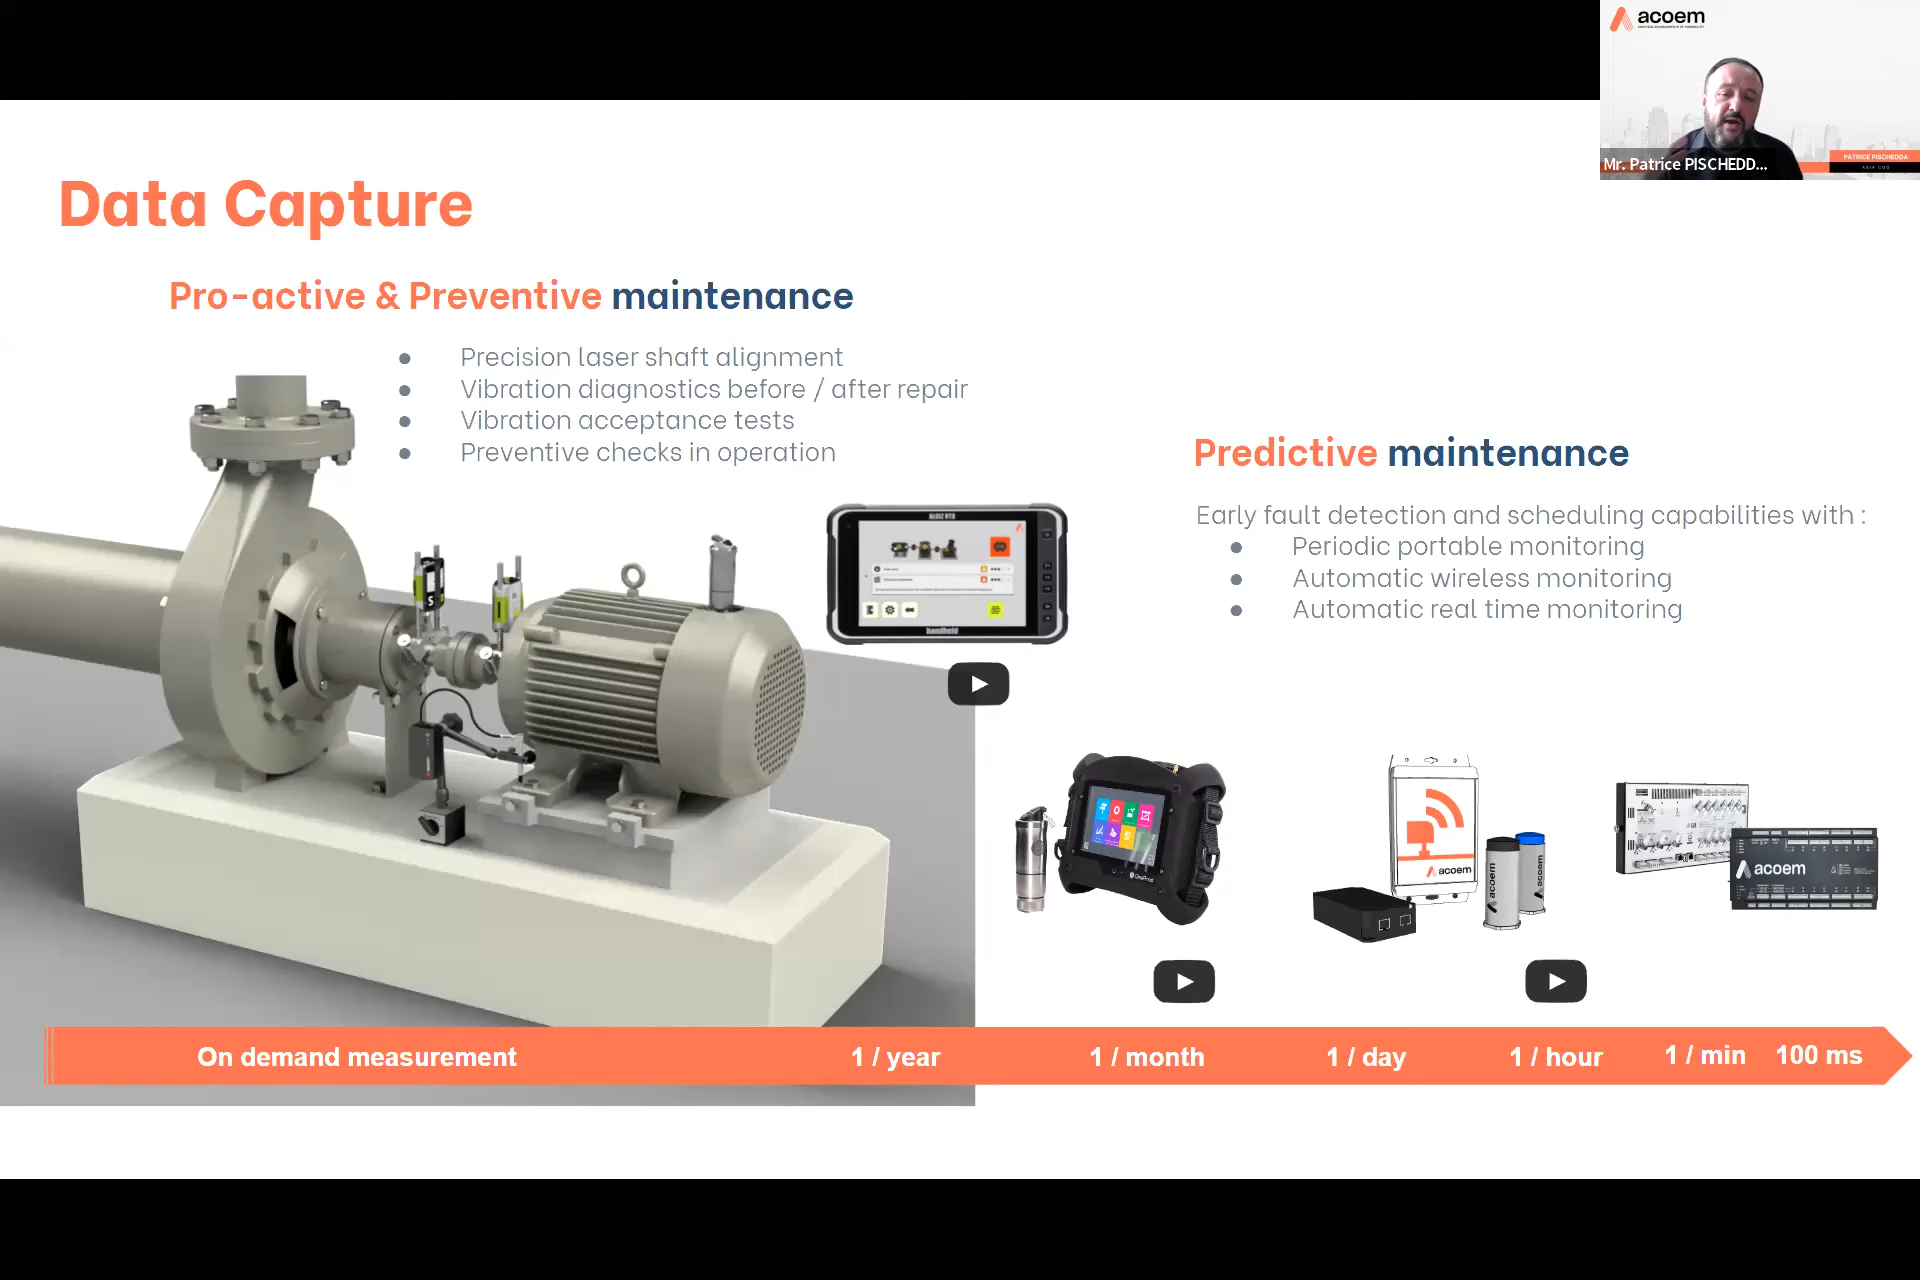 acoem
Mr. Patrice PISCHEDD...
PATRICE PISCHEDDA
ASIA COO
Data Capture
Pro-active & Preventive maintenance
Precision laser shaft alignment
Vibration diagnostics before / after repair
Vibration acceptance tests
Preventive checks in operation
Predictive maintenance
Early fault detection and scheduling capabilities with :
Periodic portable monitoring
Automatic wireless monitoring
Automatic real time monitoring
handheld
S
acoem
acoem
acoem
acoem
On demand measurement
1 / year
1 / month
1 / day
1 / hour
1 / min
100 ms